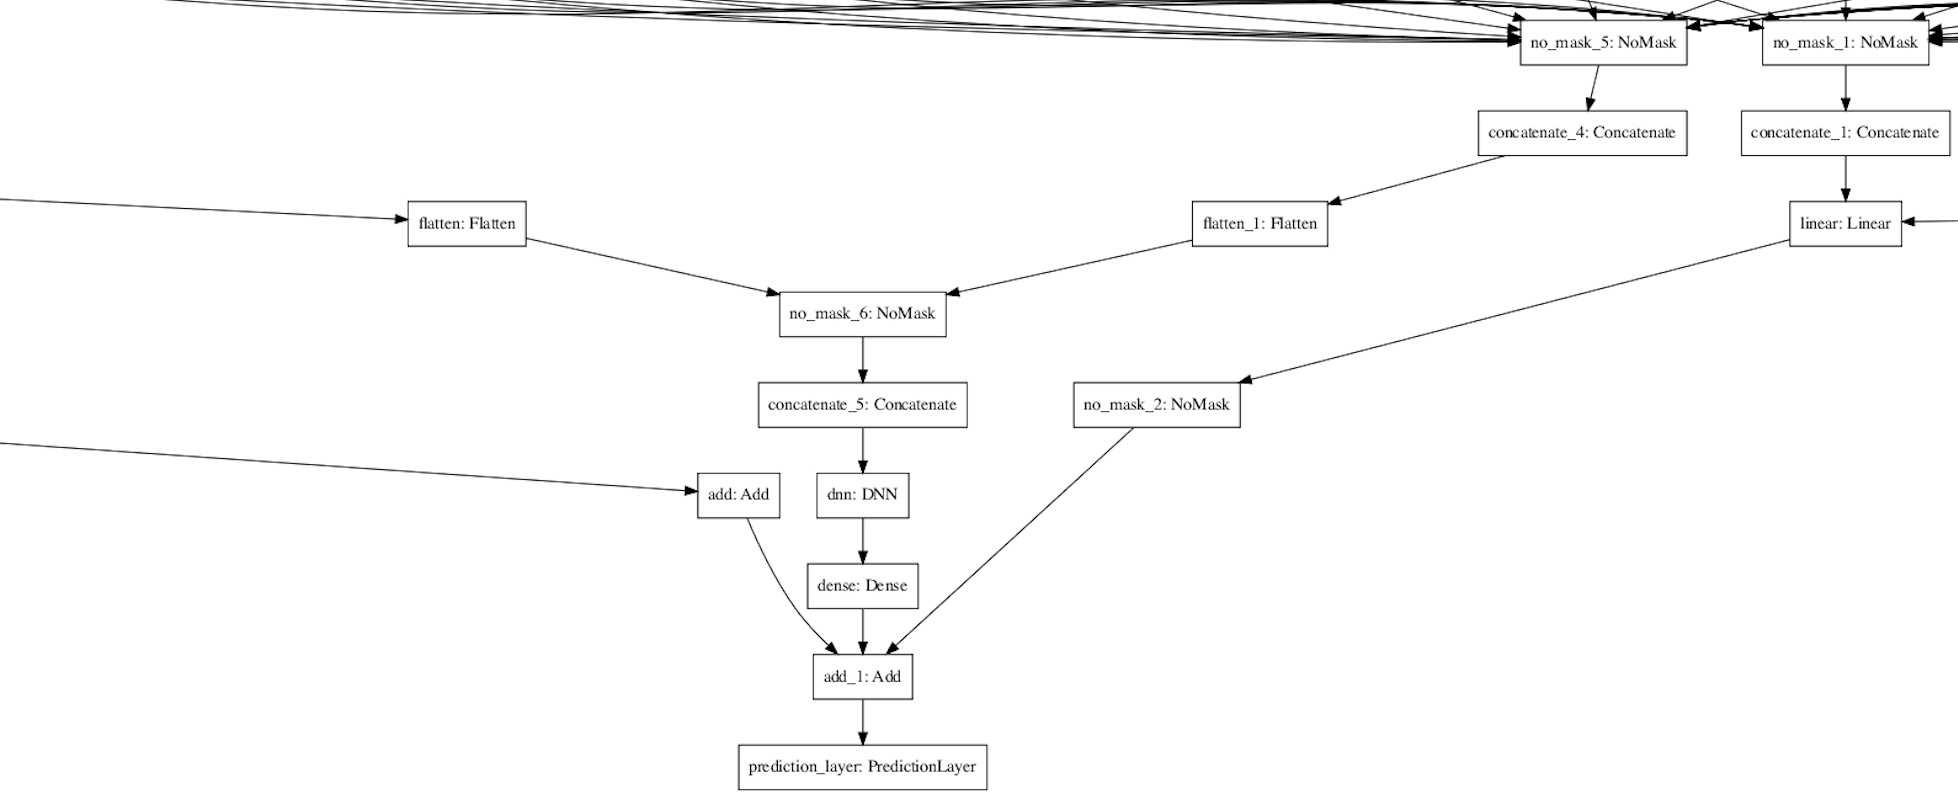 no_mask_5: NoMask
no_mask_1: NoMask
concatenate_4: Concatenate
concatenate_1: Concatenate
flatten: Flatten
flatten_1: Flatten
linear: Linear
no_mask_6: NoMask
concatenate_5: Concatenate
no_mask_2: NoMask
add: Add
dnn: DNN
dense: Dense
add_1: Add
prediction_layer: PredictionLayer